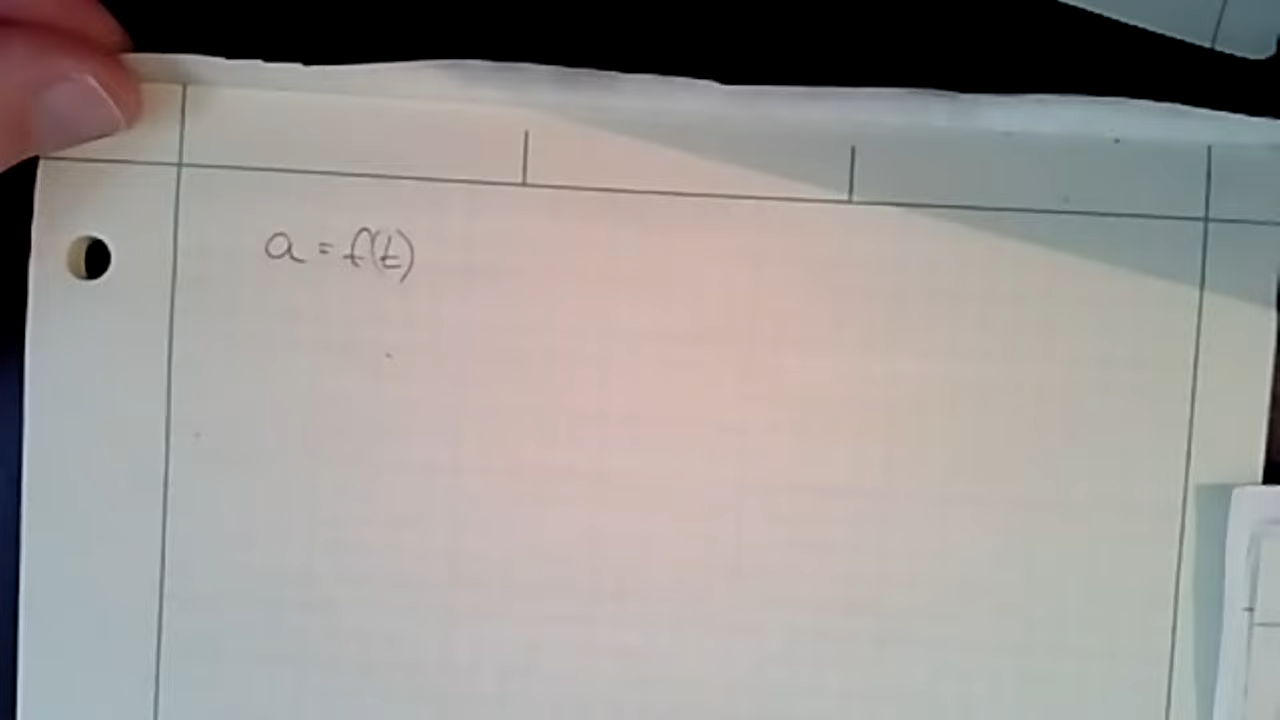 a = f(t)